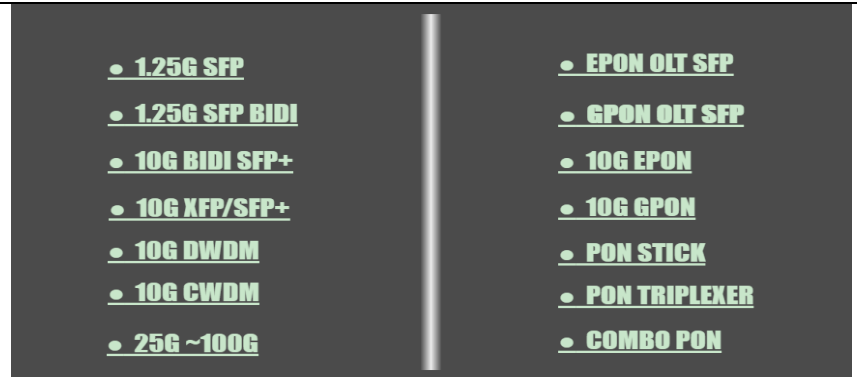 • 1.25G SFP
• 1.25G SFP BIDI
• 10G BIDI SFP+
• 10G XFP/SFP+
• 10G DWDM
• 10G CWDM
• 25G ~100G
• EPON OLT SFP
• GPON OLT SFP
• 10G EPON
• 10G GPON
• PON STICK
• PON TRIPLEXER
• COMBO PON